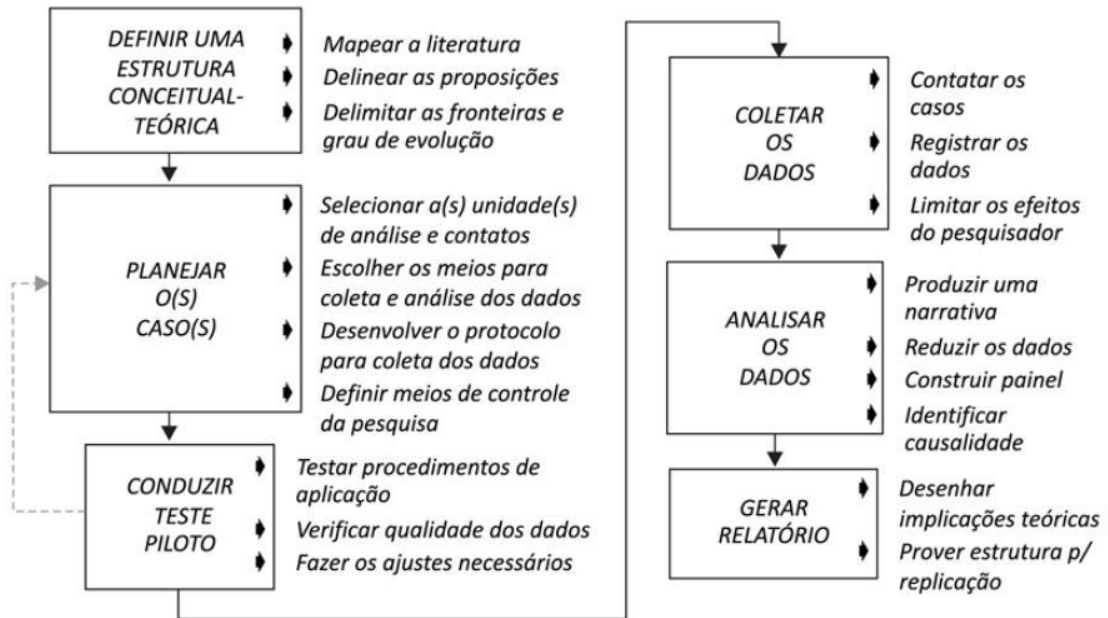 DEFINIR UMA
ESTRUTURA
CONCEITUAL-
TEÓRICA
Mapear a literatura
Delinear as proposições
Delimitar as fronteiras e
grau de evolução
PLANEJAR
O(S)
CASO(S)
Selecionar a(s) unidade(s)
de análise e contatos
Escolher os meios para
coleta e análise dos dados
Desenvolver o protocolo
para coleta dos dados
Definir meios de controle
da pesquisa
CONDUZIR
TESTE
PILOTO
Testar procedimentos de
aplicação
Verificar qualidade dos dados
Fazer os ajustes necessários
COLETAR
OS
DADOS
Contatar os
casos
Registrar os
dados
Limitar os efeitos
do pesquisador
ANALISAR
OS
DADOS
Produzir uma
narrativa
Reduzir os dados
Construir painel
Identificar
causalidade
GERAR
RELATÓRIO
Desenhar
implicações teóricas
Prover estrutura p/
replicação